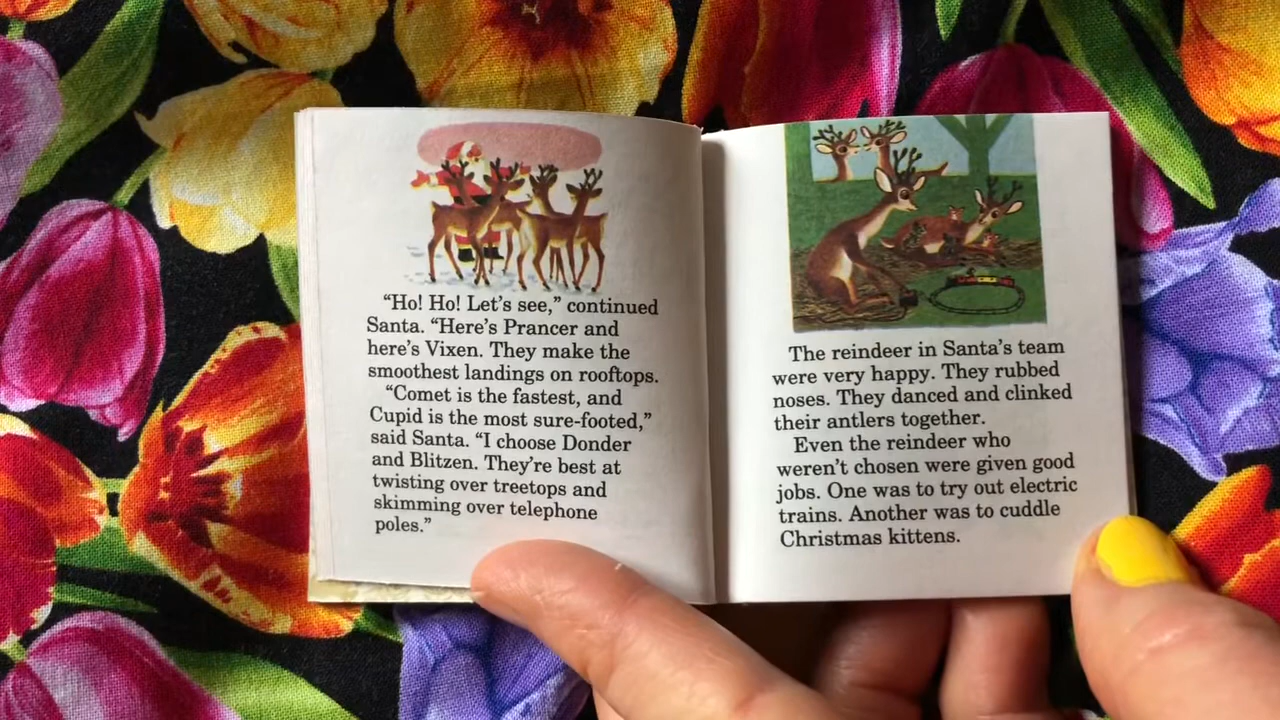 “Ho! Ho! Let’s see,” continued
Santa. “Here’s Prancer and
here’s Vixen. They make the
smoothest landings on rooftops.
“Comet is the fastest, and
Cupid is the most sure-footed,”
said Santa. “I choose Donder
and Blitzen. They’re best at
twisting over treetops and
skimming over telephone
poles.”
The reindeer in Santa’s team
were very happy. They rubbed
noses. They danced and clinked
their antlers together.
Even the reindeer who
weren’t chosen were given good
jobs. One was to try out electric
trains. Another was to cuddle
Christmas kittens.